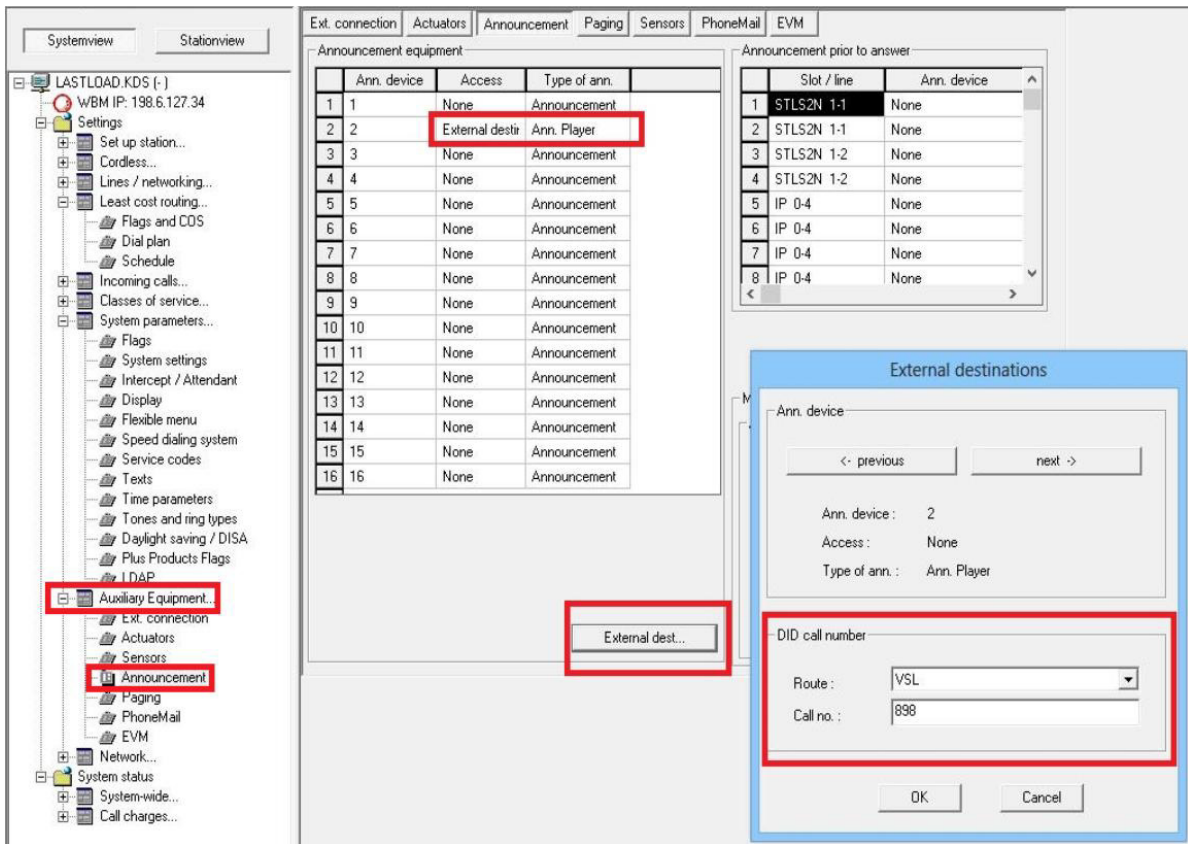 Systemview
Stationview
LASTLOAD.KDS (-)
WBM IP: 198.6.127.34
Settings
Set up station...
Cordless...
Lines / networking...
Least cost routing...
Flags and COS
Dial plan
Schedule
Incoming calls...
Classes of service...
System parameters...
Flags
System settings
Intercept / Attendant
Display
Flexible menu
Speed dialing system
Service codes
Texts
Time parameters
Tones and ring types
Daylight saving / DISA
Plus Products Flags
LDAP
Auxiliary Equipment...
Ext. connection
Actuators
Sensors
Announcement
Paging
PhoneMail
EVM
Network...
System status
System-wide...
Call charges...
Ext. connection Actuators Announcement Paging Sensors PhoneMail EVM
Announcement equipment
Ann. device Access Type of ann.
1 1 None Announcement
2 2 External destir Ann. Player
3 3 None Announcement
4 4 None Announcement
5 5 None Announcement
6 6 None Announcement
7 7 None Announcement
8 8 None Announcement
9 9 None Announcement
10 10 None Announcement
11 11 None Announcement
12 12 None Announcement
13 13 None Announcement
14 14 None Announcement
15 15 None Announcement
16 16 None Announcement
External dest...
Announcement prior to answer
Slot / line Ann. device
1 STLS2N 1-1 None
2 STLS2N 1-1 None
3 STLS2N 1-2 None
4 STLS2N 1-2 None
5 IP 0-4 None
6 IP 0-4 None
7 IP 0-4 None
8 IP 0-4 None
M
External destinations
Ann. device
<- previous
next ->
Ann. device : 2
Access : None
Type of ann. : Ann. Player
DID call number
Route : VSL
Call no. : 898
OK
Cancel